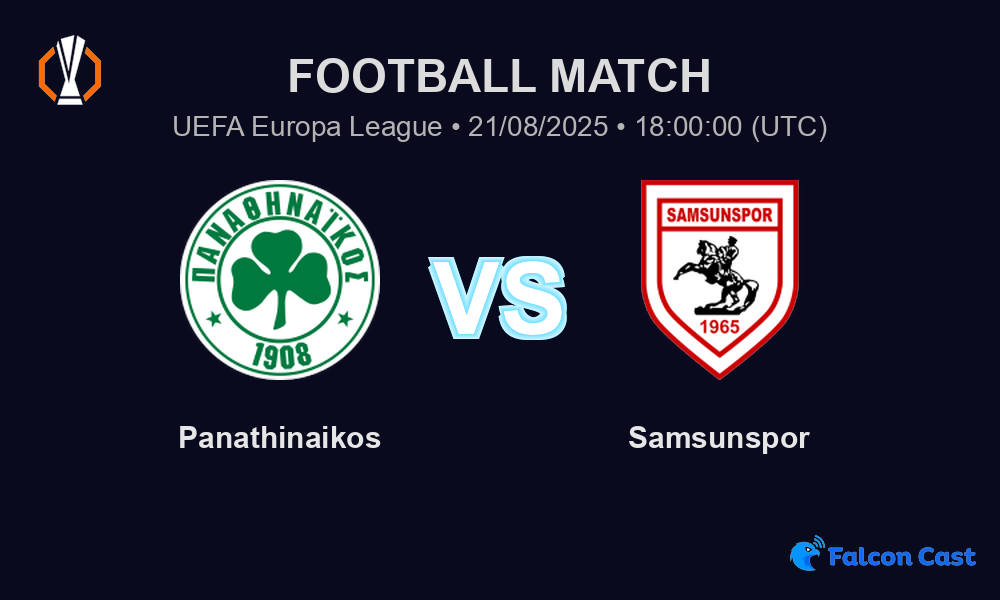 FOOTBALL MATCH
UEFA Europa League • 21/08/2025 • 18:00:00 (UTC)
ΠΑΝΑΘΗΝΑΪΚΟΣ
1908
VS
SAMSUNSPOR
1965
Panathinaikos
Samsunspor
Falcon Cast